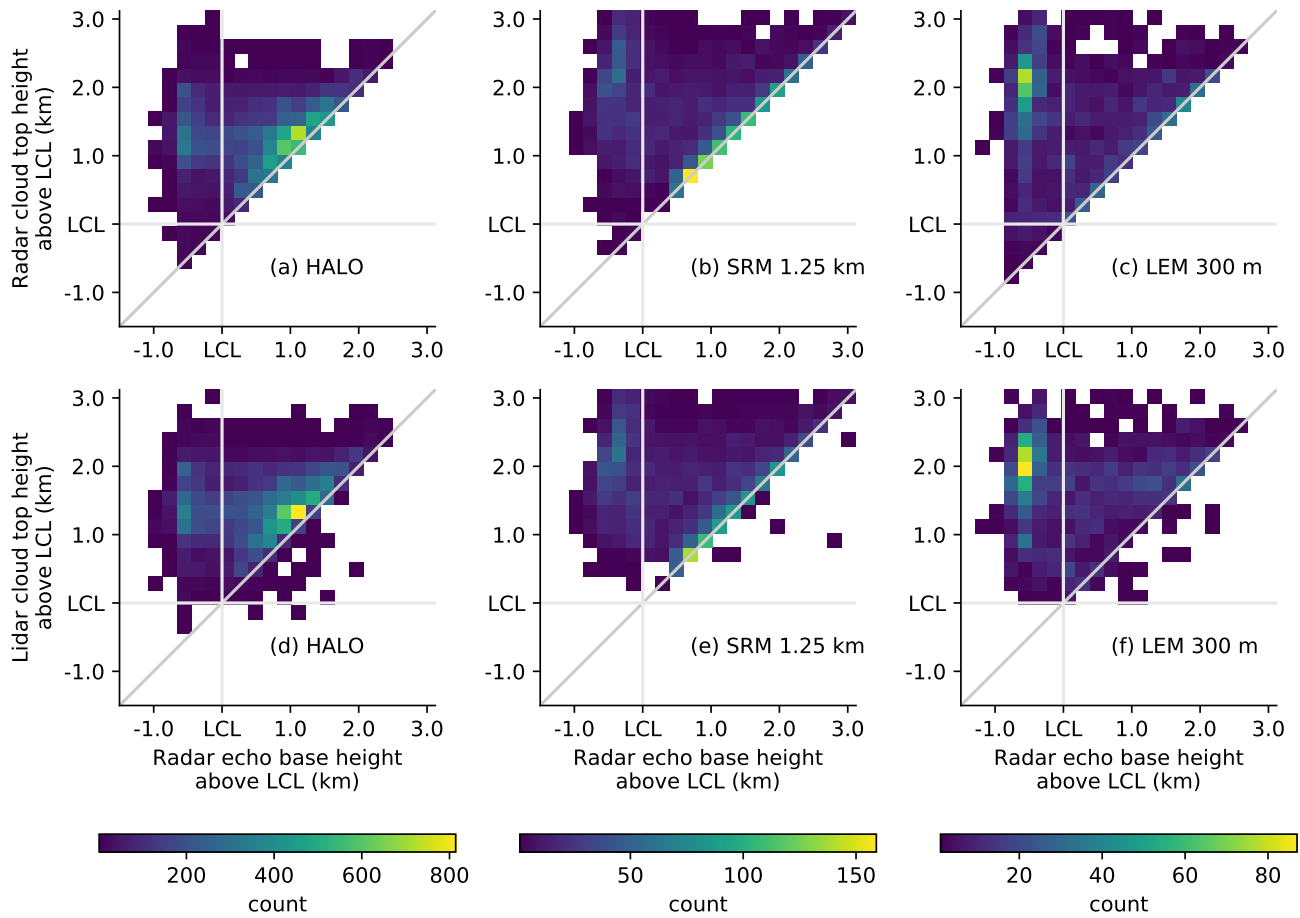 Radar cloud top height
above LCL (km)
3.0
2.0
1.0
LCL
-1.0
-1.0 LCL 1.0 2.0 3.0
(a) HALO
3.0
2.0
1.0
LCL
-1.0
-1.0 LCL 1.0 2.0 3.0
(b) SRM 1.25 km
3.0
2.0
1.0
LCL
-1.0
-1.0 LCL 1.0 2.0 3.0
(c) LEM 300 m
Lidar cloud top height
above LCL (km)
3.0
2.0
1.0
LCL
-1.0
(d) HALO
-1.0 LCL 1.0 2.0 3.0
Radar echo base height
above LCL (km)
3.0
2.0
1.0
LCL
-1.0
(e) SRM 1.25 km
-1.0 LCL 1.0 2.0 3.0
Radar echo base height
above LCL (km)
3.0
2.0
1.0
LCL
-1.0
(f) LEM 300 m
-1.0 LCL 1.0 2.0 3.0
Radar echo base height
above LCL (km)
200 400 600 800
count
50 100 150
count
20 40 60 80
count